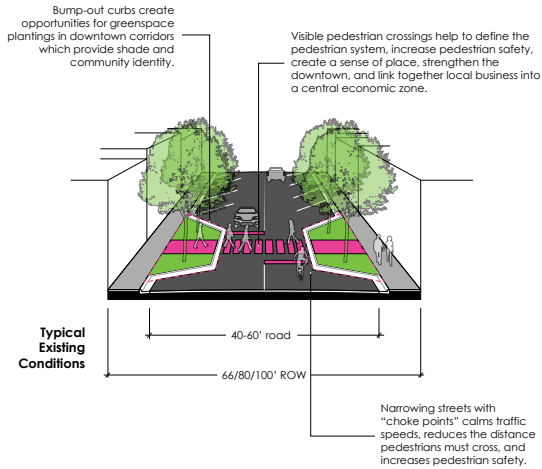 Bump-out curbs create
opportunities for greenspace
plantings in downtown corridors
which provide shade and
community identity.
Visible pedestrian crossings help to define the
pedestrian system, increase pedestrian safety,
create a sense of place, strengthen the
downtown, and link together local business into
a central economic zone.
Typical
Existing
Conditions
40-60’ road
66/80/100’ ROW
Narrowing streets with
“choke points” calms traffic
speeds, reduces the distance
pedestrians must cross, and
increases pedestrian safety.